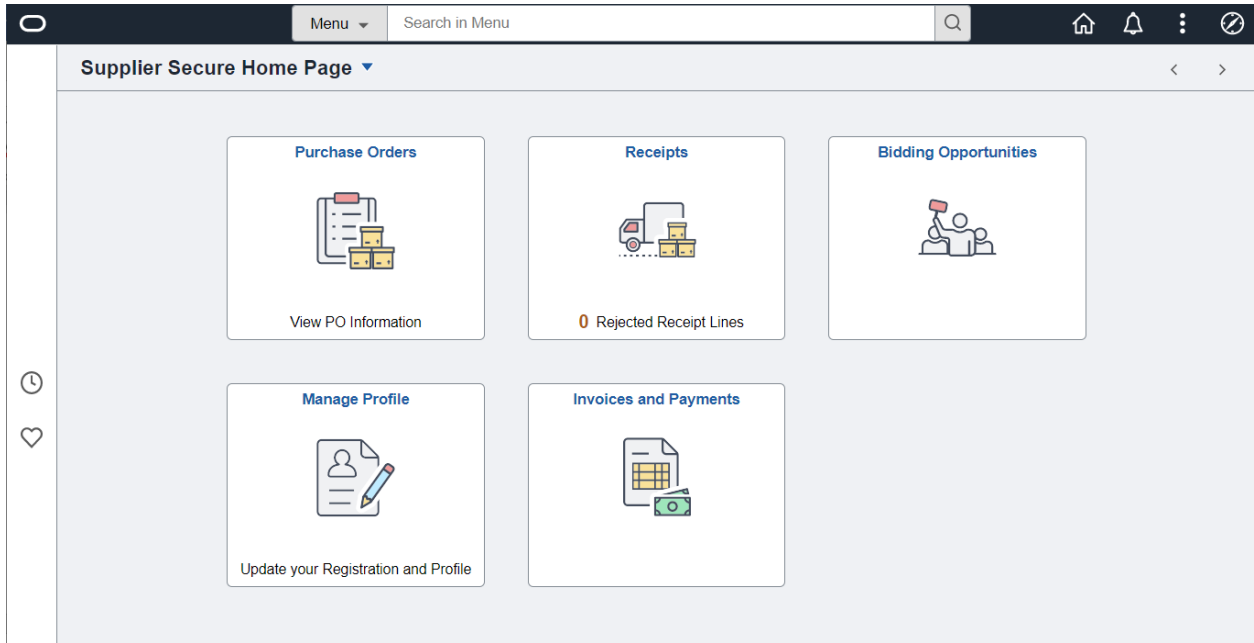 Menu
Search in Menu
Supplier Secure Home Page
Purchase Orders
View PO Information
Receipts
0 Rejected Receipt Lines
Bidding Opportunities
Manage Profile
Update your Registration and Profile
Invoices and Payments